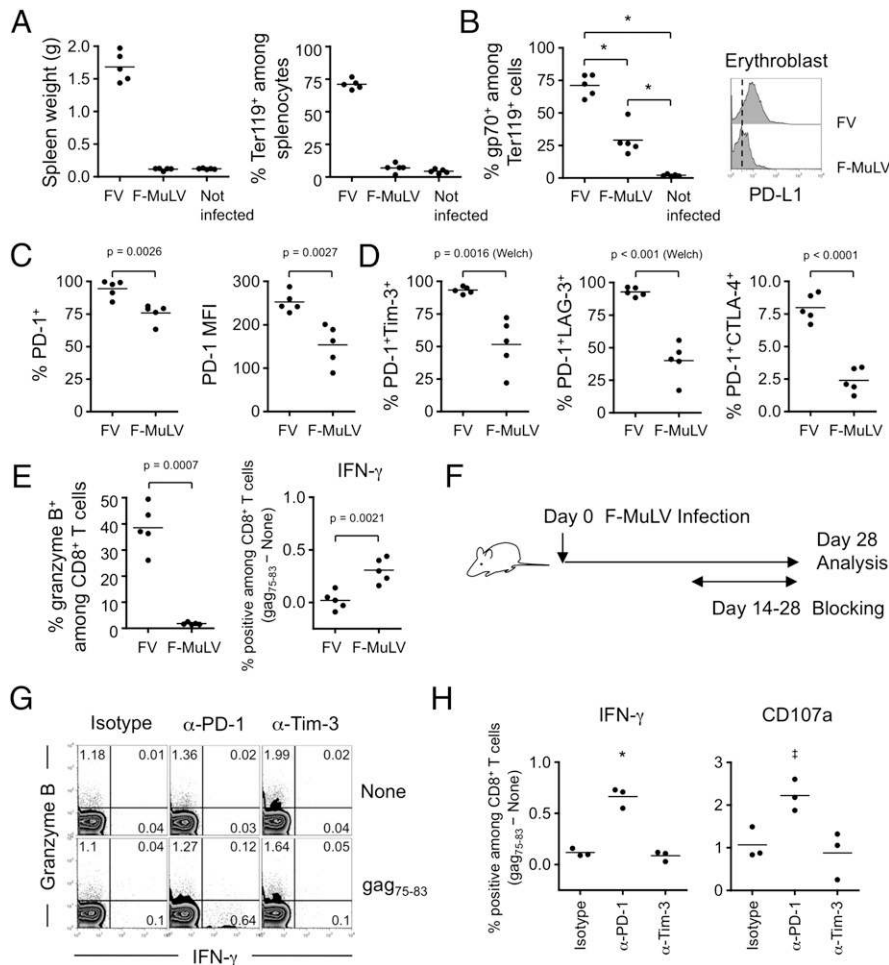 A
Spleen weight (g)
2.0
1.5
1.0
0.5
0.0
FV
F-MuLV
Not
infected
% Ter119⁺ among
splenocytes
75
50
25
0
FV
F-MuLV
Not
infected
B
% gp70⁺ among
Ter119⁺ cells
100
75
50
25
0
*
*
*
FV
F-MuLV
Not
infected
Erythroblast
FV
F-MuLV
PD-L1
C
p = 0.0026
% PD-1⁺
100
75
50
25
0
FV
F-MuLV
p = 0.0027
PD-1 MFI
300
200
100
0
FV
F-MuLV
D
p = 0.0016 (Welch)
% PD-1⁺Tim-3⁺
100
75
50
25
0
FV
F-MuLV
p < 0.001 (Welch)
% PD-1⁺LAG-3⁺
100
75
50
25
0
FV
F-MuLV
p < 0.0001
% PD-1⁺CTLA-4⁺
10.0
7.5
5.0
2.5
0.0
FV
F-MuLV
E
p = 0.0007
% granzyme B⁺
among CD8⁺ T cells
50
40
30
20
10
0
FV
F-MuLV
IFN-γ
% positive among CD8⁺ T cells
(gag₇₅₋₈₃ – None)
1.0
p = 0.0021
0.5
0.0
FV
F-MuLV
F
Day 0 F-MuLV Infection
Day 28
Analysis
Day 14-28 Blocking
G
Isotype
α-PD-1
α-Tim-3
Granzyme B
1.18
0.01
1.36
0.02
1.99
0.02
None
0.04
0.03
0.04
1.1
0.04
1.27
0.12
1.64
0.05
gag₇₅₋₈₃
0.1
0.64
0.1
IFN-γ
H
% positive among CD8⁺ T cells
(gag₇₅₋₈₃ – None)
IFN-γ
1.0
*
0.5
0.0
Isotype
α-PD-1
α-Tim-3
CD107a
3
‡
2
1
0
Isotype
α-PD-1
α-Tim-3